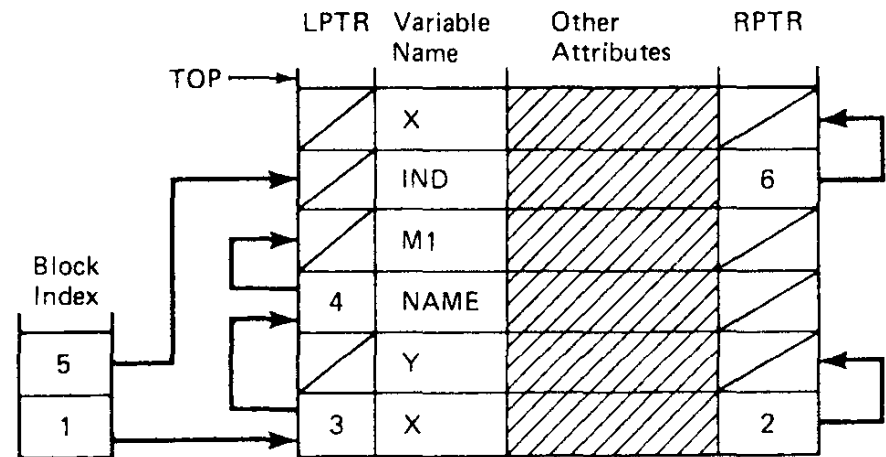 LPTR Variable Name Other Attributes RPTR
TOP
X
IND 6
M1
Block Index
4 NAME
5
Y
1
3 X 2